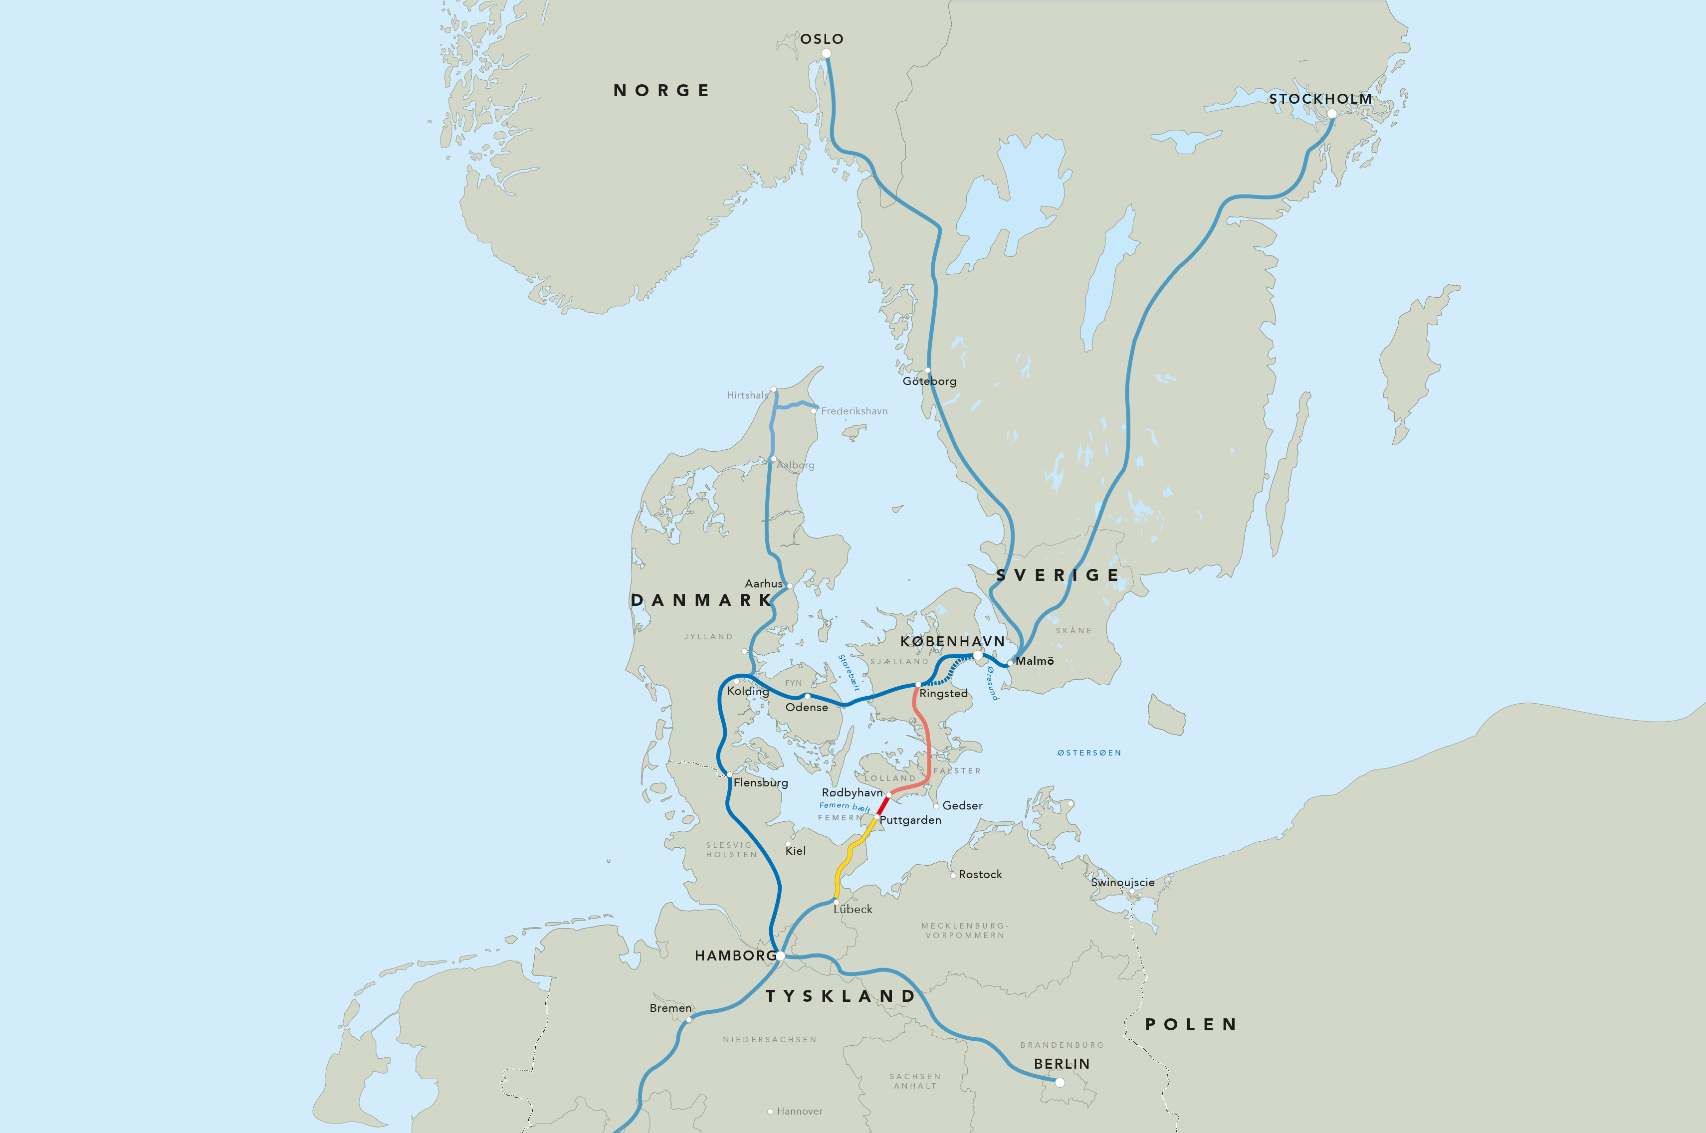 OSLO
NORGE
STOCKHOLM
Göteborg
Hirtshals
Frederikshavn
Aalborg
SVERIGE
Aarhus
DANMARK
SKÅNE
JYLLAND
KØBENHAVN
SJÆLLAND
Malmö
Storebælt
Øresund
FYN
Kolding
Ringsted
Odense
ØSTERSØEN
FALSTER
LOLLAND
Flensburg
Rødbyhavn
Femern bælt
Gedser
FEMERN
Puttgarden
SLESVIG
HOLSTEN
Kiel
Rostock
Swinoujscie
Lübeck
MECKLENBURG-
VORPOMMERN
HAMBORG
TYSKLAND
Bremen
POLEN
NIEDERSACHSEN
BRANDENBURG
BERLIN
SACHSEN
ANHALT
Hannover